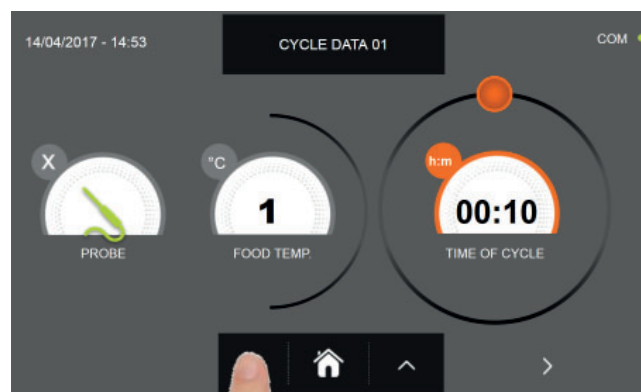 14/04/2017 - 14:53
CYCLE DATA 01
COM
X
PROBE
°C
1
FOOD TEMP.
h:m
00:10
TIME OF CYCLE